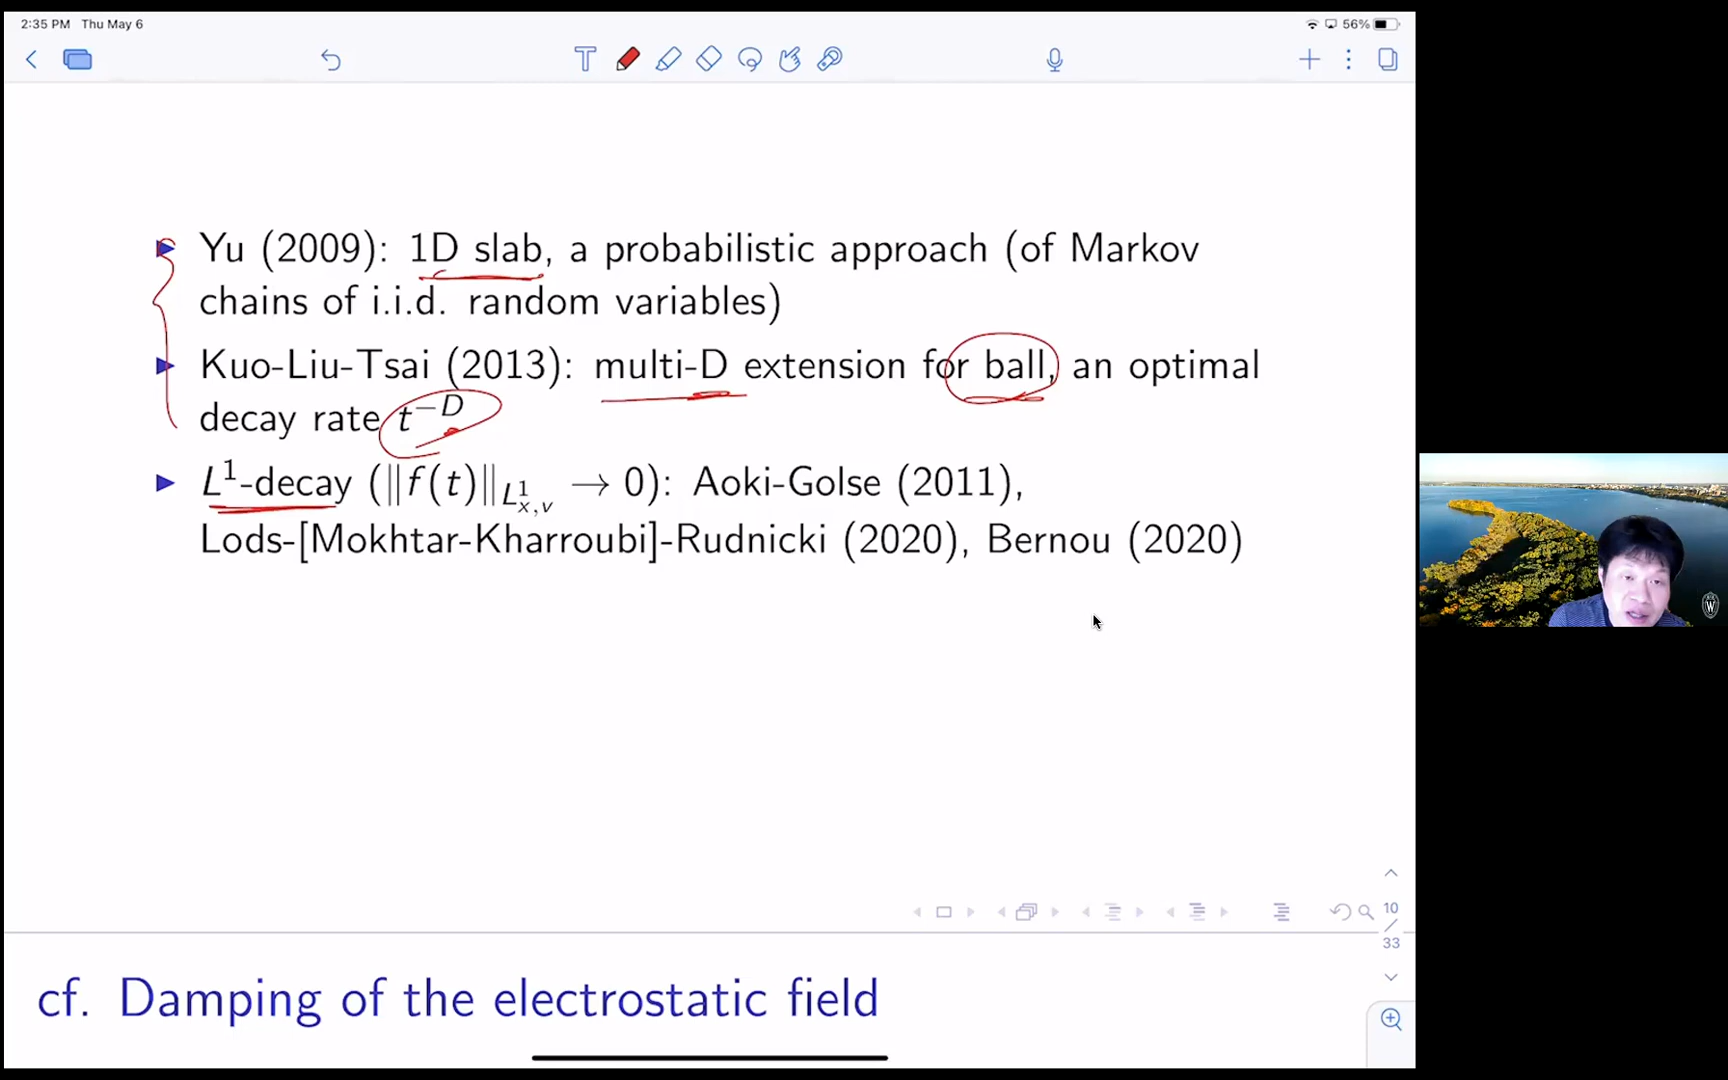 2:35 PM Thu May 6
56%
Yu (2009): 1D slab, a probabilistic approach (of Markov
chains of i.i.d. random variables)
Kuo-Liu-Tsai (2013): multi-D extension for ball, an optimal
decay rate t^{-D}
L^1-decay (‖f(t)‖_{L^1_{x,v}} → 0): Aoki-Golse (2011),
Lods-[Mokhtar-Kharroubi]-Rudnicki (2020), Bernou (2020)
10
/
33
cf. Damping of the electrostatic field
W